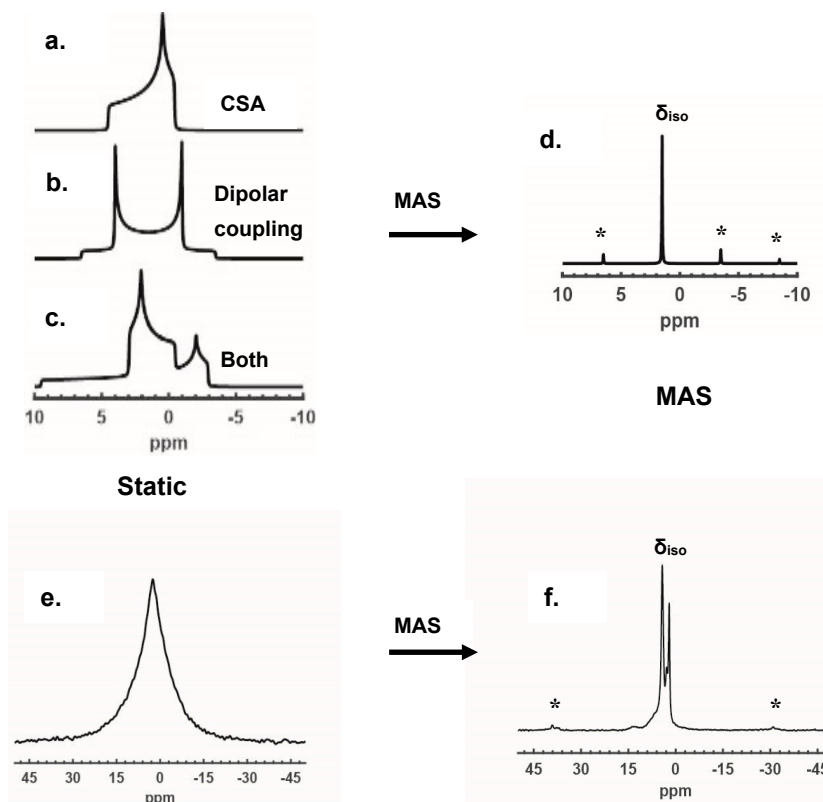 a.
CSA
b.
Dipolar
coupling
c.
Both
10 5 0 -5 -10
ppm
Static
MAS
d.
δiso
* * *
10 5 0 -5 -10
ppm
MAS
e.
45 30 15 0 -15 -30 -45
ppm
MAS
f.
δiso
* *
45 30 15 0 -15 -30 -45
ppm